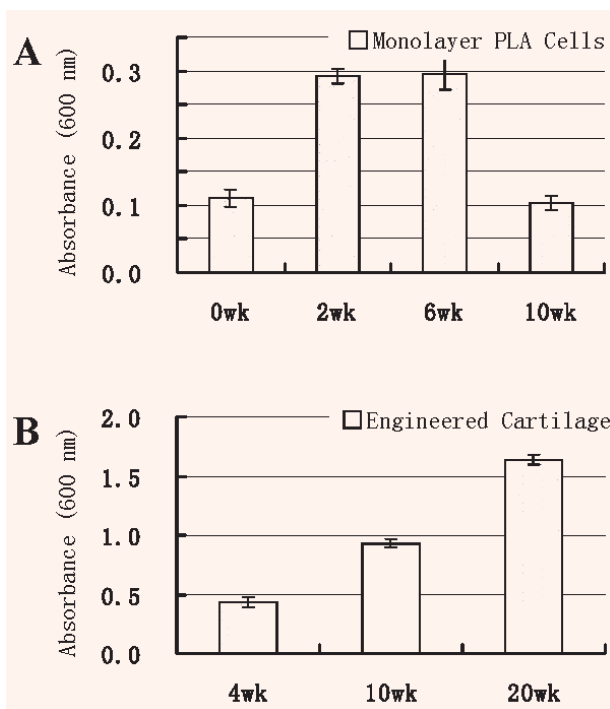 A
Monolayer PLA Cells
Absorbance (600 nm)
0.3
0.2
0.1
0.0
0wk 2wk 6wk 10wk
B
Engineered Cartilage
Absorbance (600 nm)
2.0
1.5
1.0
0.5
0.0
4wk 10wk 20wk